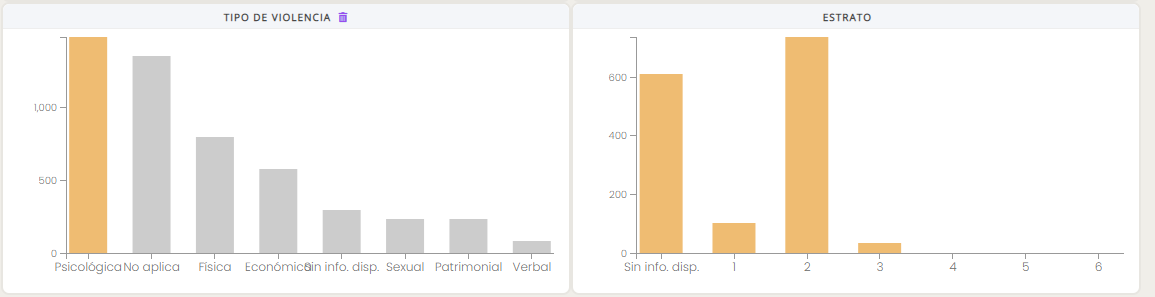 TIPO DE VIOLENCIA
1,000
500
0
Psicológica No aplica Física Económica Sin info. disp. Sexual Patrimonial Verbal
ESTRATO
600
400
200
0
Sin info. disp. 1 2 3 4 5 6